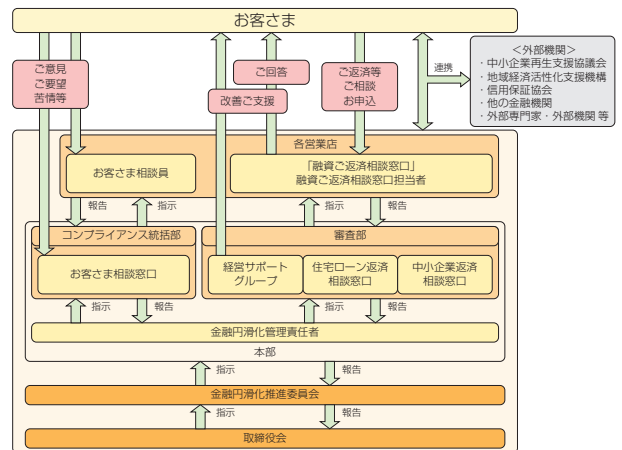 お客さま
ご意見
ご要望
苦情等
ご回答
改善ご支援
ご返済等
ご相談
お申込
連携
＜外部機関＞
・中小企業再生支援協議会
・地域経済活性化支援機構
・信用保証協会
・他の金融機関
・外部専門家・外部機関 等
各営業店
お客さま相談員
「融資ご返済相談窓口」
融資ご返済相談窓口担当者
報告
指示
指示
報告
コンプライアンス統括部
審査部
お客さま相談窓口
経営サポート
グループ
住宅ローン返済
相談窓口
中小企業返済
相談窓口
指示
報告
指示
報告
金融円滑化管理責任者
本部
指示
報告
金融円滑化推進委員会
指示
報告
取締役会